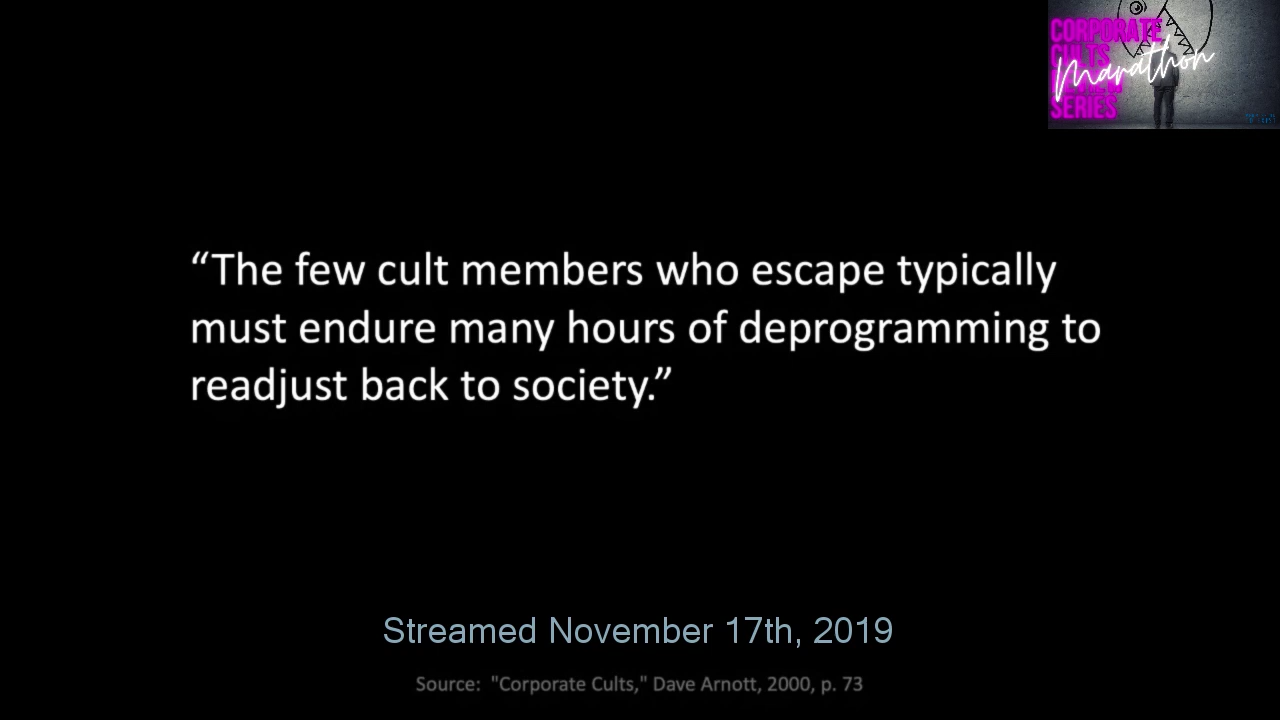 CORPORATE
CULTS
Marathon
SERIES
“The few cult members who escape typically
must endure many hours of deprogramming to
readjust back to society.”
Streamed November 17th, 2019
Source:  "Corporate Cults," Dave Arnott, 2000, p. 73